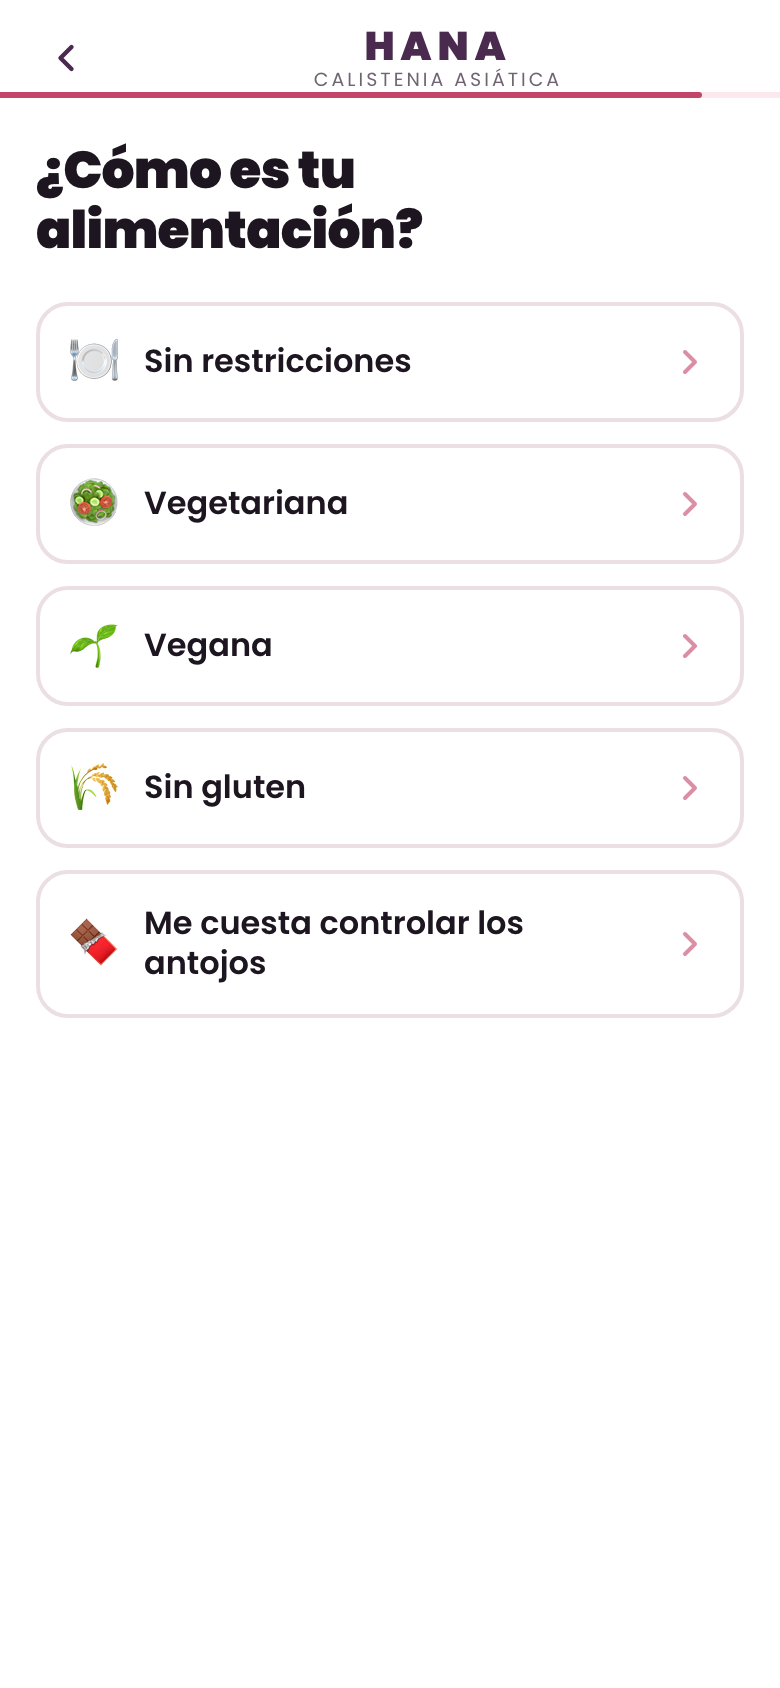 HANA
CALISTENIA ASIÁTICA
¿Cómo es tu
alimentación?
Sin restricciones
Vegetariana
Vegana
Sin gluten
Me cuesta controlar los
antojos